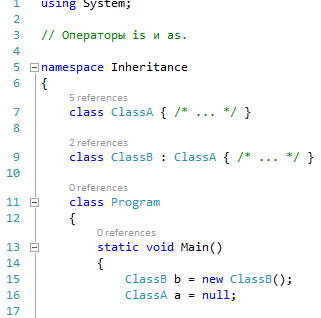 1 using System;
2
3 // Операторы is и as.
4
5 namespace Inheritance
6 {
5 references
7 class ClassA { /* ... */ }
8
2 references
9 class ClassB : ClassA { /* ... */ }
10
0 references
11 class Program
12 {
0 references
13 static void Main()
14 {
15 ClassB b = new ClassB();
16 ClassA a = null;
17